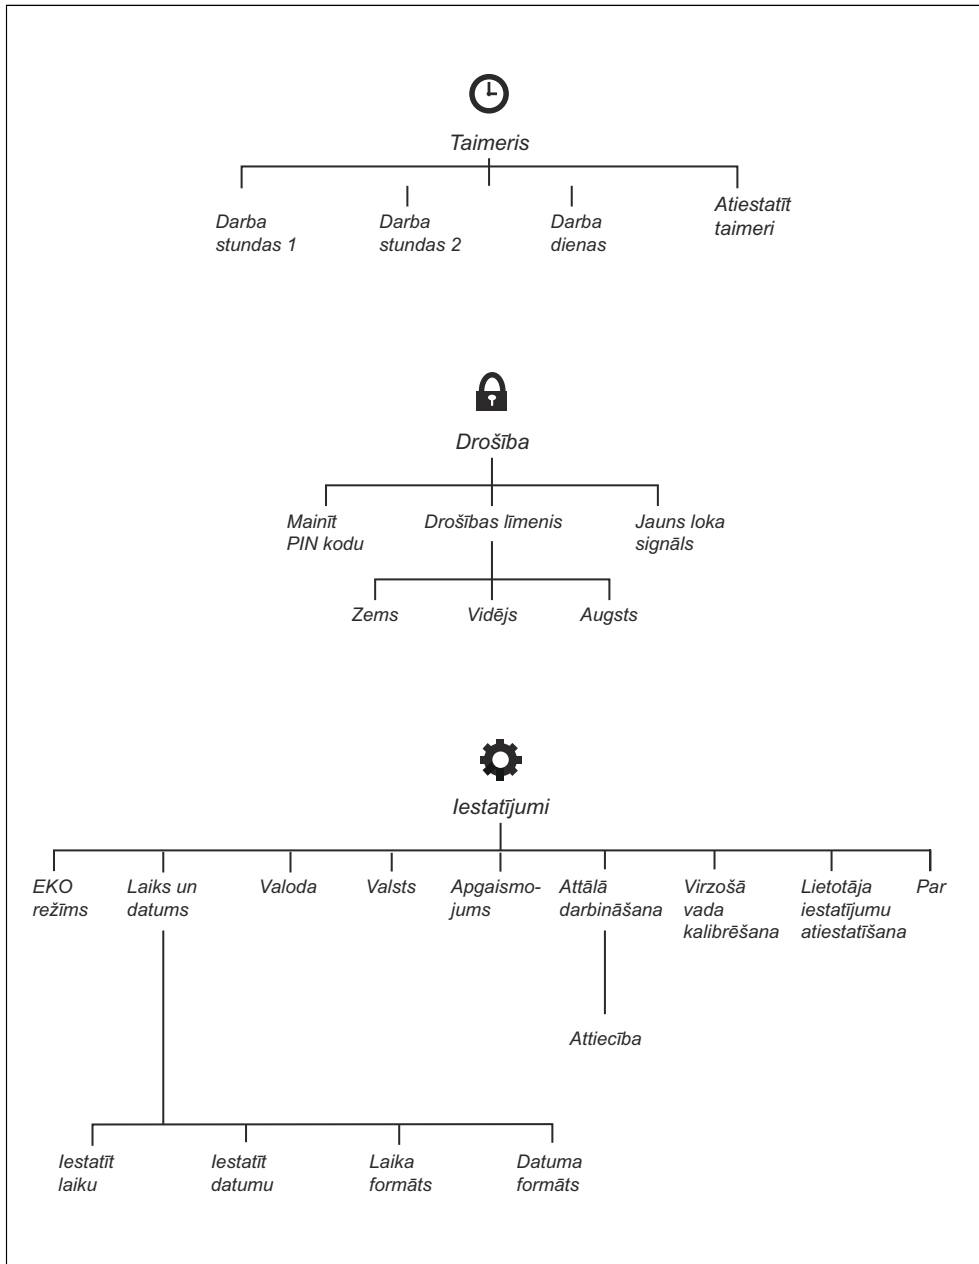 Taimeris
Darba
stundas 1
Darba
stundas 2
Darba
dienas
Atiestatīt
taimeri
Drošība
Mainīt
PIN kodu
Drošības līmenis
Jauns loka
signāls
Zems
Vidējs
Augsts
Iestatījumi
EKO
režīms
Laiks un
datums
Valoda
Valsts
Apgaismo-
jums
Attālā
darbināšana
Virzošā
vada
kalibrēšana
Lietotāja
iestatījumu
atiestatīšana
Par
Attiecība
Iestatīt
laiku
Iestatīt
datumu
Laika
formāts
Datuma
formāts